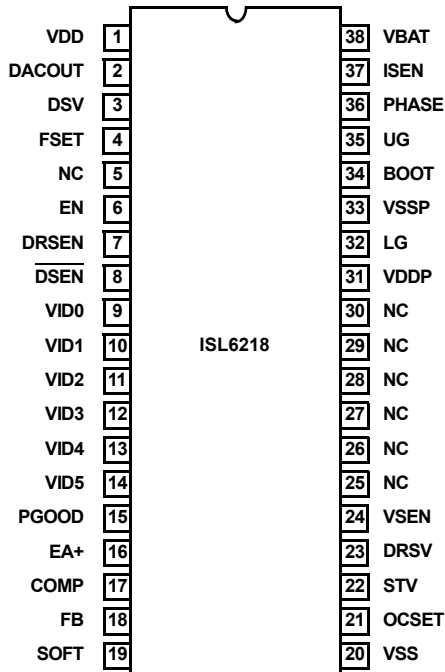 VDD 1 38 VBAT
DACOUT 2 37 ISEN
DSV 3 36 PHASE
FSET 4 35 UG
NC 5 34 BOOT
EN 6 33 VSSP
DRSEN 7 32 LG
DSEN 8 31 VDDP
VID0 9 30 NC
VID1 10 ISL6218 29 NC
VID2 11 28 NC
VID3 12 27 NC
VID4 13 26 NC
VID5 14 25 NC
PGOOD 15 24 VSEN
EA+ 16 23 DRSV
COMP 17 22 STV
FB 18 21 OCSET
SOFT 19 20 VSS